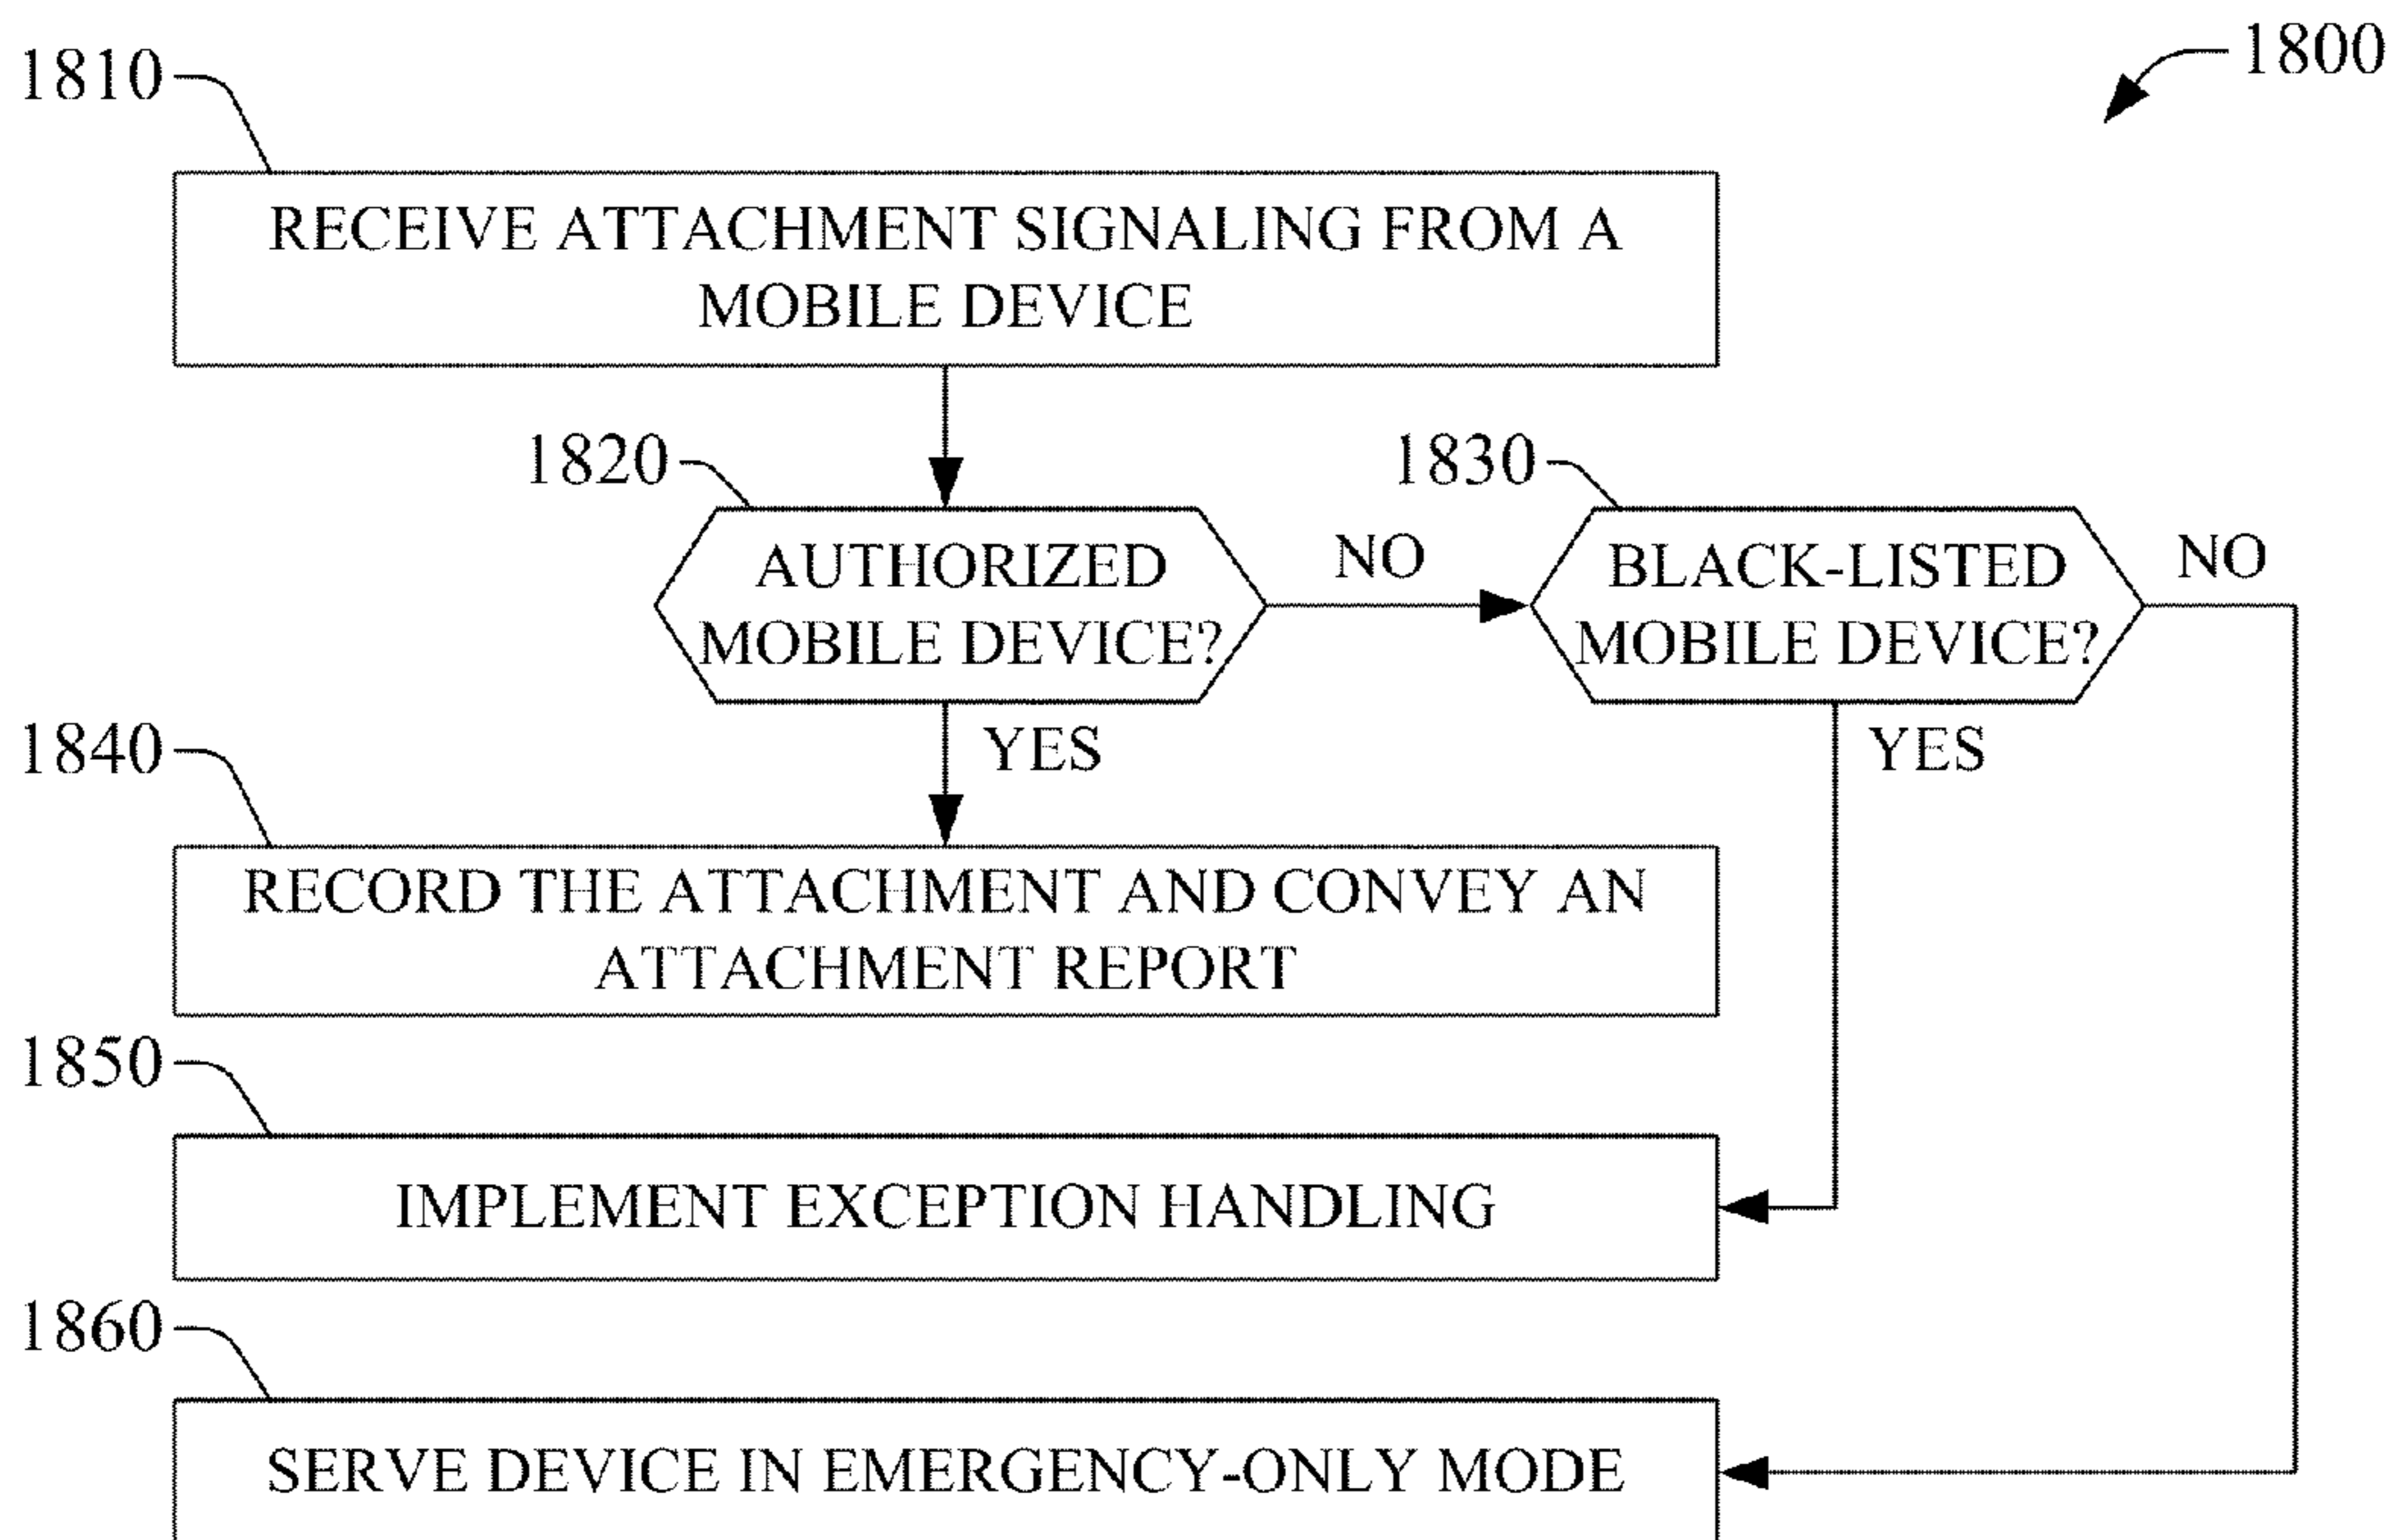 1800
1810
RECEIVE ATTACHMENT SIGNALING FROM A
MOBILE DEVICE
1820
AUTHORIZED
MOBILE DEVICE?
NO
1830
BLACK-LISTED
MOBILE DEVICE?
NO
YES
YES
1840
RECORD THE ATTACHMENT AND CONVEY AN
ATTACHMENT REPORT
1850
IMPLEMENT EXCEPTION HANDLING
1860
SERVE DEVICE IN EMERGENCY-ONLY MODE